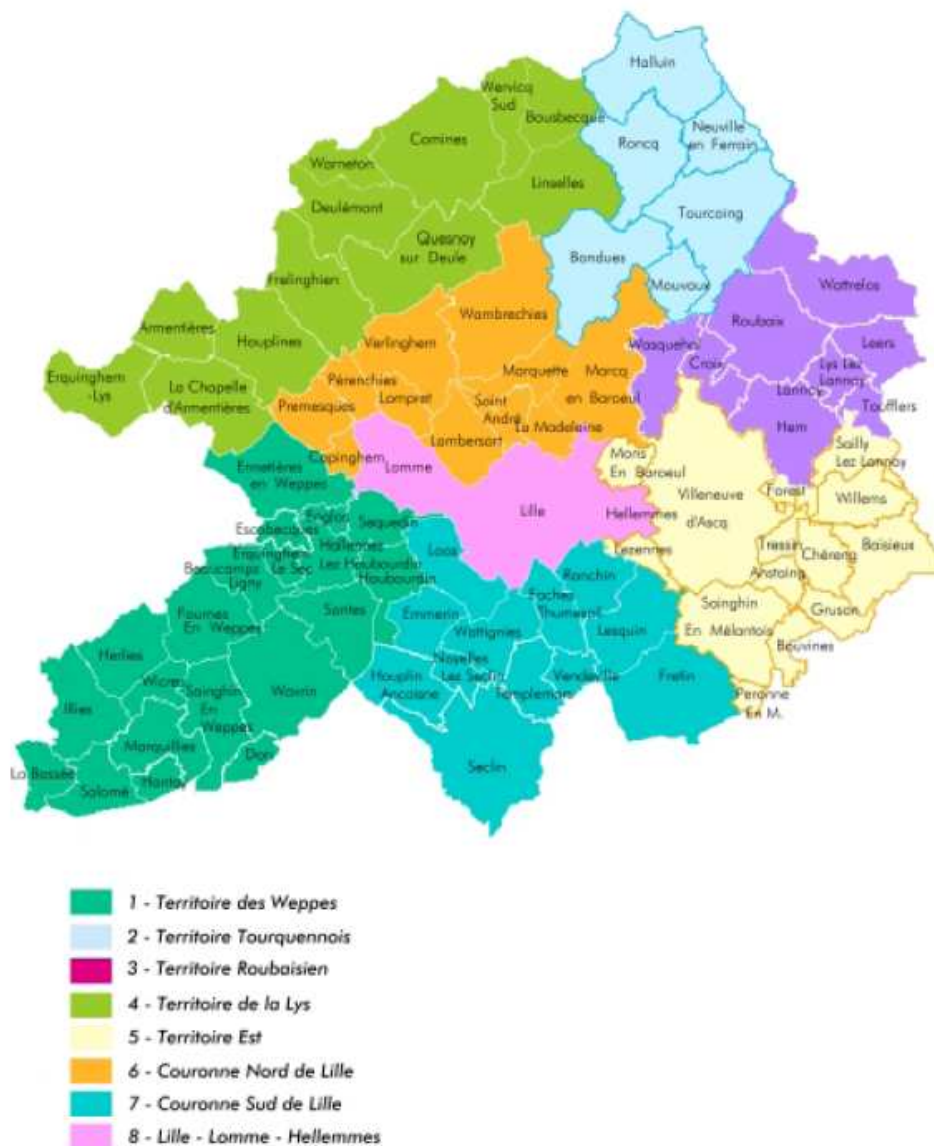 Halluin
Wervicq
Sud
Bousbecque
Comines
Roncq
Neuville
en Ferrain
Warneton
Linselles
Deulémont
Tourcoing
Quesnoy
sur Deule
Bondues
Frelinghien
Mouvaux
Wattrelos
Wambrechies
Armentières
Roubaix
Houplines
Verlinghem
Wasquehal
Leers
Croix
Erquinghem
-Lys
La Chapelle
d'Armentières
Pérenchies
Marquette
Marcq
en Baroeul
Lys Lez
Lannoy
Lannoy
Premesques
Lompret
Saint
André
Toufflers
La Madeleine
Hem
Lambersart
Sailly
Lez Lannoy
Capinghem
Lomme
Mons
En Baroeul
Ennetières
en Weppes
Villeneuve
d'Ascq
Forest
Willems
Englos
Sequedin
Lille
Hellemmes
Escobecques
Hallennes
Lez Haubourdin
Loos
Lezennes
Tressin
Chéreng
Baisieux
Erquinghem
Le Sec
Beaucamps
Ligny
Haubourdin
Ronchin
Anstaing
Faches
Thumesnil
Santes
Emmerin
Sainghin
En Mélantois
Gruson
Fournes
En Weppes
Wattignies
Lesquin
Bouvines
Herlies
Noyelles
Lez Seclin
Wicres
Houplin
Ancoisne
Vendeville
Fretin
Sainghin
En
Weppes
Wavrin
Templemars
Peronne
En M.
Illies
Marquillies
Don
Seclin
La Bassée
Hantay
Salomé
1 - Territoire des Weppes
2 - Territoire Tourquennois
3 - Territoire Roubaisien
4 - Territoire de la Lys
5 - Territoire Est
6 - Couronne Nord de Lille
7 - Couronne Sud de Lille
8 - Lille - Lomme - Hellemmes